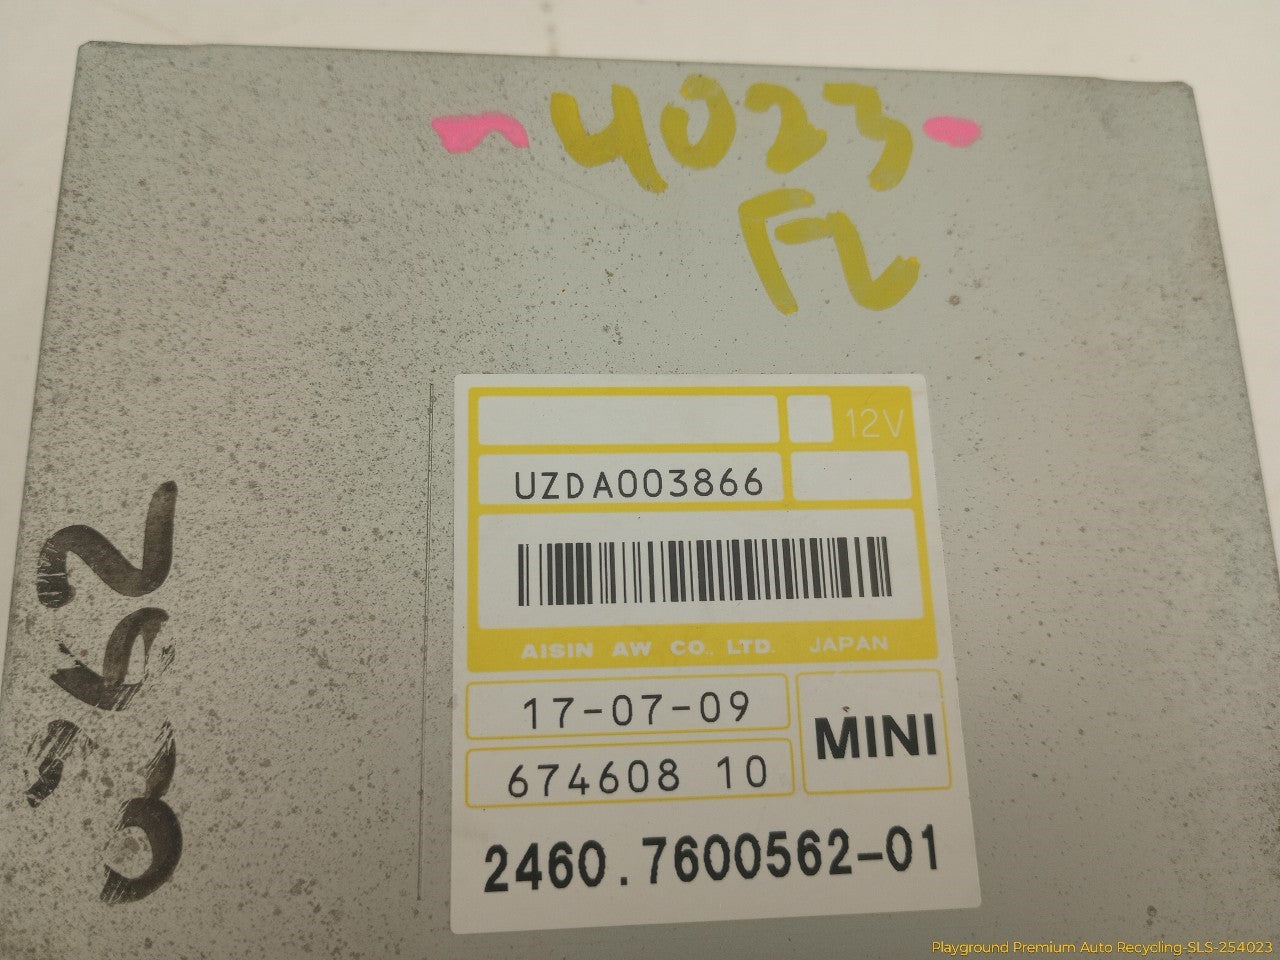 4023
FL
12V
UZDA003866
AISIN AW CO., LTD. JAPAN
17-07-09
MINI
674608 10
2460.7600562-01
Playground Premium Auto Recycling-SLS-254023